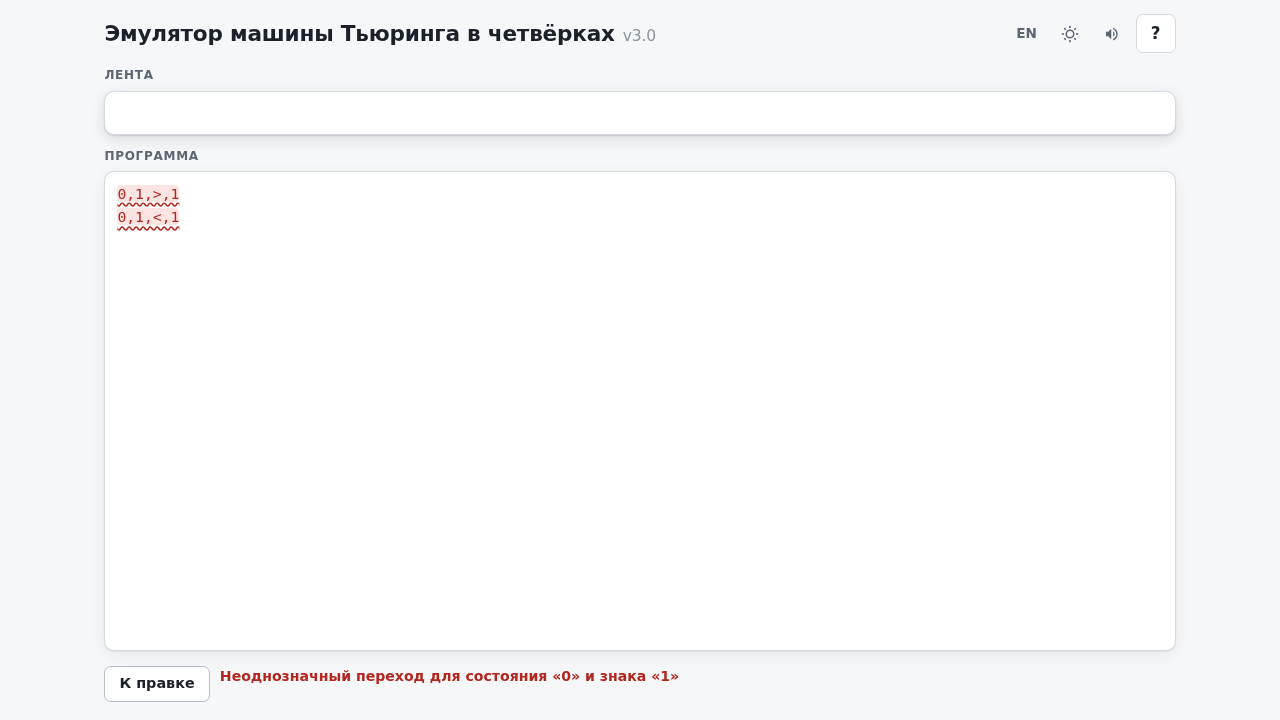 Эмулятор машины Тьюринга в четвёрках v3.0
EN
?
ЛЕНТА
ПРОГРАММА
0,1,>,1
0,1,<,1
К правке
Неоднозначный переход для состояния «0» и знака «1»